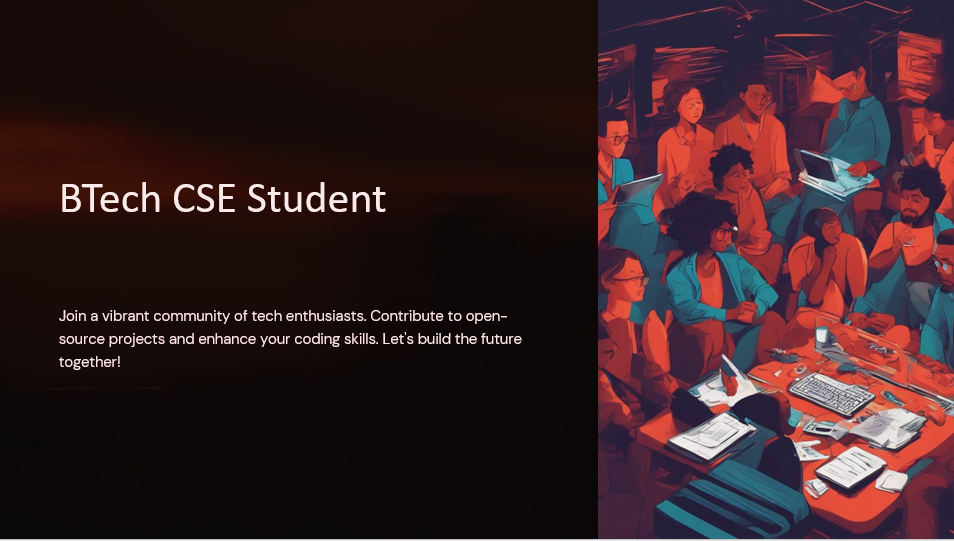 BTech CSE Student
Join a vibrant community of tech enthusiasts. Contribute to open-
source projects and enhance your coding skills. Let's build the future
together!